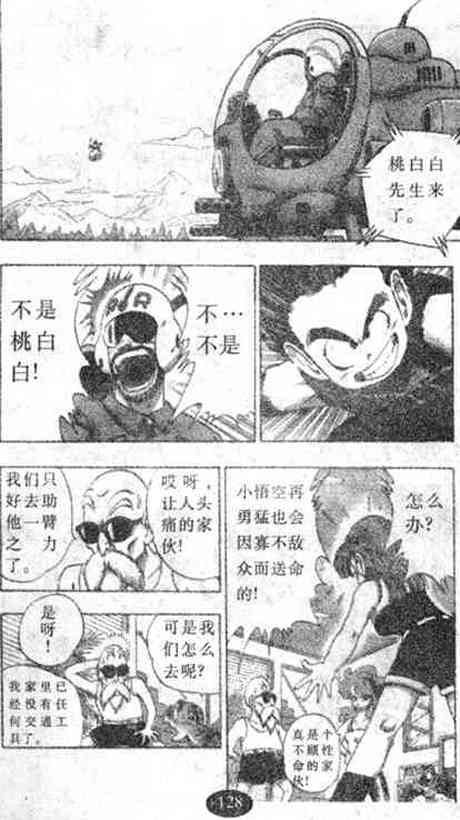 桃白白
先生来
了。
不…
不是
不是
桃白
白!
怎么
办?
小悟空再
勇猛也会
因寡不敌
众而送命
的!
真是个
不顾性
命的家
伙!
哎呀,
让人头
痛的家
伙!
我们只
好去助
他一臂
之力
了。
可是我
们怎么
去呢?
是
呀!
我家里已
经没有任
何交通工
具了。
128